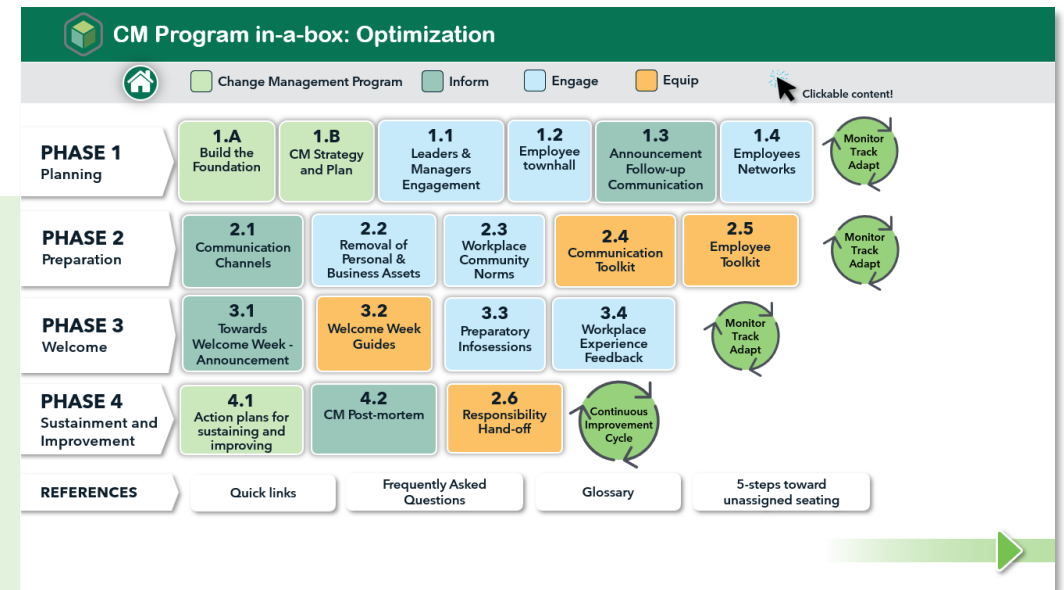 CM Program in-a-box: Optimization
Change Management Program
Inform
Engage
Equip
Clickable content!
PHASE 1
Planning
1.A
Build the
Foundation
1.B
CM Strategy
and Plan
1.1
Leaders &
Managers
Engagement
1.2
Employee
townhall
1.3
Announcement
Follow-up
Communication
1.4
Employees
Networks
Monitor
Track
Adapt
PHASE 2
Preparation
2.1
Communication
Channels
2.2
Removal of
Personal &
Business Assets
2.3
Workplace
Community
Norms
2.4
Communication
Toolkit
2.5
Employee
Toolkit
Monitor
Track
Adapt
PHASE 3
Welcome
3.1
Towards
Welcome Week -
Announcement
3.2
Welcome Week
Guides
3.3
Preparatory
Infosessions
3.4
Workplace
Experience
Feedback
Monitor
Track
Adapt
PHASE 4
Sustainment and
Improvement
4.1
Action plans for
sustaining and
improving
4.2
CM Post-mortem
2.6
Responsibility
Hand-off
Continuous
Improvement
Cycle
REFERENCES
Quick links
Frequently Asked
Questions
Glossary
5-steps toward
unassigned seating